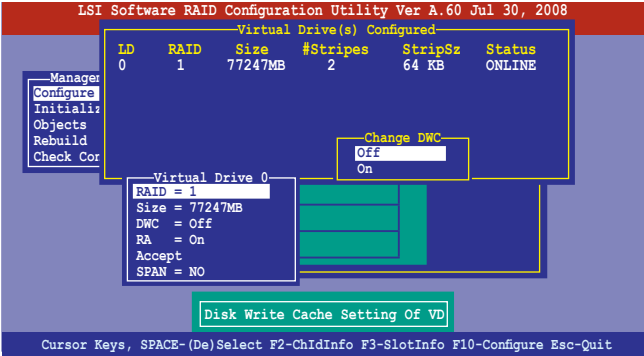 LSI Software RAID Configuration Utility Ver A.60 Jul 30, 2008
Virtual Drive(s) Configured
LD RAID Size #Stripes StripSz Status
0 1 77247MB 2 64 KB ONLINE
Manager
Configure
Initializ
Objects
Rebuild
Check Con
Change DWC
Off
On
Virtual Drive 0
RAID = 1
Size = 77247MB
DWC = Off
RA = On
Accept
SPAN = NO
Disk Write Cache Setting Of VD
Cursor Keys, SPACE-(De)Select F2-ChIdInfo F3-SlotInfo F10-Configure Esc-Quit